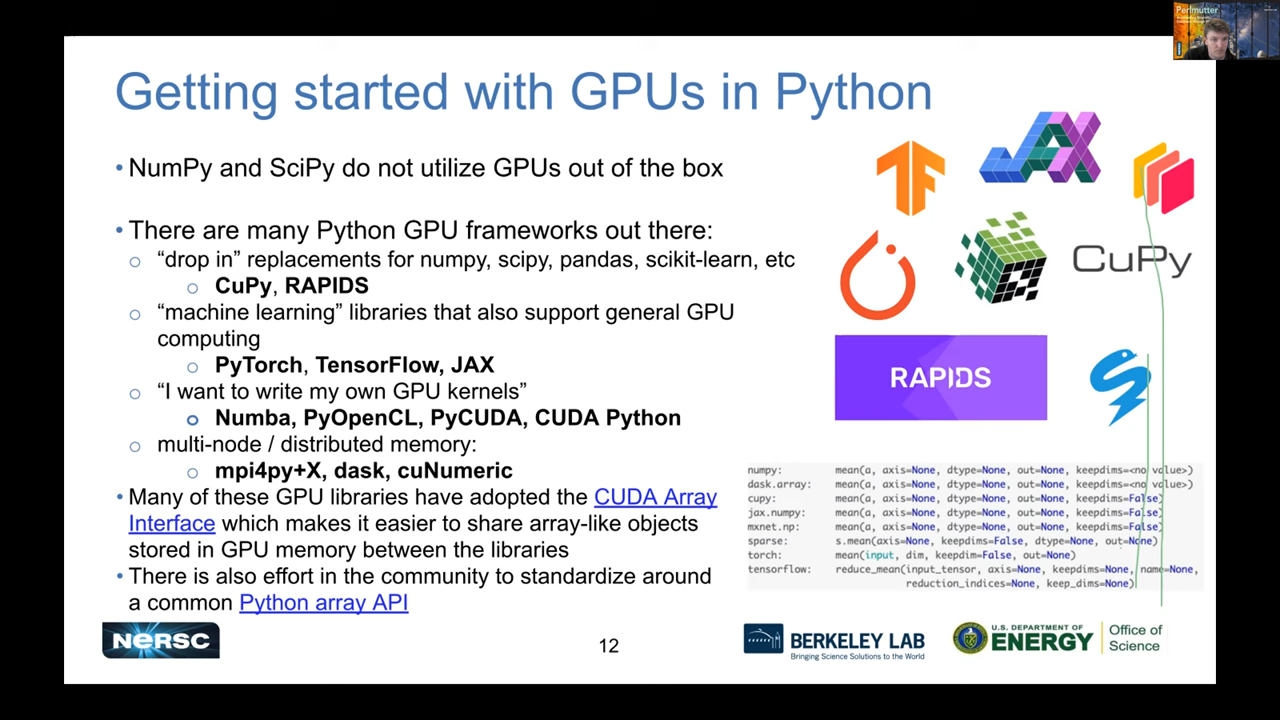 Perlmutter
Getting started with GPUs in Python
• NumPy and SciPy do not utilize GPUs out of the box
• There are many Python GPU frameworks out there:
○ “drop in” replacements for numpy, scipy, pandas, scikit-learn, etc
○ CuPy, RAPIDS
○ “machine learning” libraries that also support general GPU
computing
○ PyTorch, TensorFlow, JAX
○ “I want to write my own GPU kernels”
○ Numba, PyOpenCL, PyCUDA, CUDA Python
○ multi-node / distributed memory:
○ mpi4py+X, dask, cuNumeric
• Many of these GPU libraries have adopted the CUDA Array
Interface which makes it easier to share array-like objects
stored in GPU memory between the libraries
• There is also effort in the community to standardize around
a common Python array API
JAX
TF
CuPy
RAPIDS
numpy: mean(a, axis=None, dtype=None, out=None, keepdims=<no value>)
dask.array: mean(a, axis=None, dtype=None, out=None, keepdims=<no value>)
cupy: mean(a, axis=None, dtype=None, out=None, keepdims=False)
jax.numpy: mean(a, axis=None, dtype=None, out=None, keepdims=False)
mxnet.np: mean(a, axis=None, dtype=None, out=None, keepdims=False)
sparse: s.mean(axis=None, keepdims=False, dtype=None, out=None)
torch: mean(input, dim, keepdim=False, out=None)
tensorflow: reduce_mean(input_tensor, axis=None, keepdims=None, name=None,
reduction_indices=None, keep_dims=None)
NERSC
12
BERKELEY LAB
Bringing Science Solutions to the World
U.S. DEPARTMENT OF
ENERGY
Office of
Science